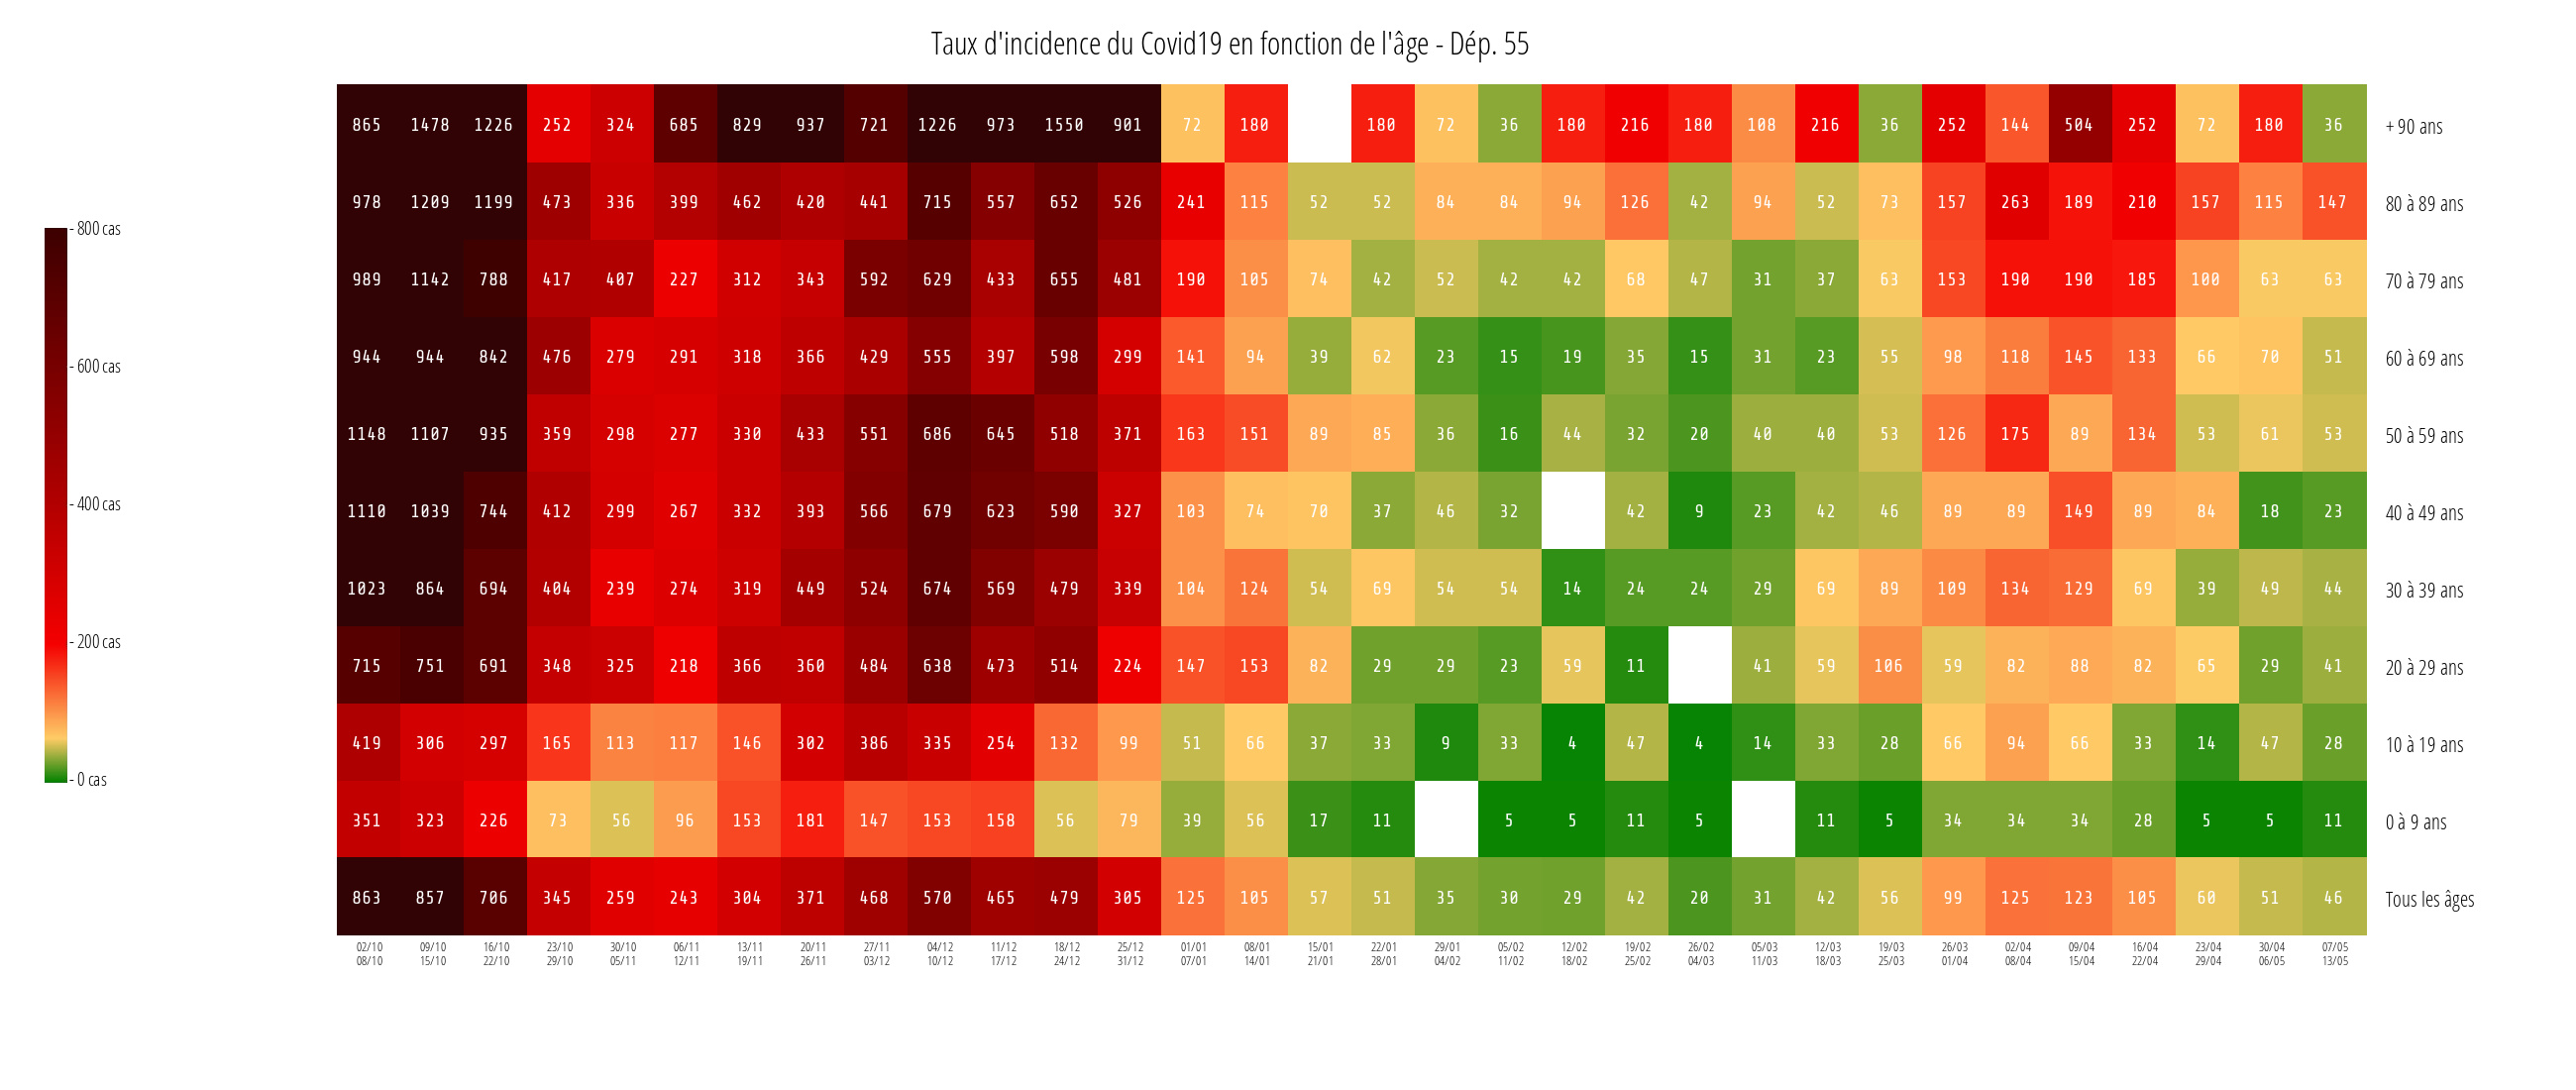 Taux d'incidence du Covid19 en fonction de l'âge - Dép. 55
865 1478 1226 252 324 685 829 937 721 1226 973 1550 901 72 180 180 72 36 180 216 180 108 216 36 252 144 504 252 72 180 36 + 90 ans
978 1209 1199 473 336 399 462 420 441 715 557 652 526 241 115 52 52 84 84 94 126 42 94 52 73 157 263 189 210 157 115 147 80 à 89 ans
- 800 cas
989 1142 788 417 407 227 312 343 592 629 433 655 481 190 105 74 42 52 42 42 68 47 31 37 63 153 190 190 185 100 63 63 70 à 79 ans
944 944 842 476 279 291 318 366 429 555 397 598 299 141 94 39 62 23 15 19 35 15 31 23 55 98 118 145 133 66 70 51 60 à 69 ans
- 600 cas
1148 1107 935 359 298 277 330 433 551 686 645 518 371 163 151 89 85 36 16 44 32 20 40 40 53 126 175 89 134 53 61 53 50 à 59 ans
- 400 cas
1110 1039 744 412 299 267 332 393 566 679 623 590 327 103 74 70 37 46 32 42 9 23 42 46 89 89 149 89 84 18 23 40 à 49 ans
1023 864 694 404 239 274 319 449 524 674 569 479 339 104 124 54 69 54 54 14 24 24 29 69 89 109 134 129 69 39 49 44 30 à 39 ans
- 200 cas
715 751 691 348 325 218 366 360 484 638 473 514 224 147 153 82 29 29 23 59 11 41 59 106 59 82 88 82 65 29 41 20 à 29 ans
419 306 297 165 113 117 146 302 386 335 254 132 99 51 66 37 33 9 33 4 47 4 14 33 28 66 94 66 33 14 47 28 10 à 19 ans
- 0 cas
351 323 226 73 56 96 153 181 147 153 158 56 79 39 56 17 11 5 5 11 5 11 5 34 34 34 28 5 5 11 0 à 9 ans
863 857 706 345 259 243 304 371 468 570 465 479 305 125 105 57 51 35 30 29 42 20 31 42 56 99 125 123 105 60 51 46 Tous les âges
02/10 09/10 16/10 23/10 30/10 06/11 13/11 20/11 27/11 04/12 11/12 18/12 25/12 01/01 08/01 15/01 22/01 29/01 05/02 12/02 19/02 26/02 05/03 12/03 19/03 26/03 02/04 09/04 16/04 23/04 30/04 07/05
08/10 15/10 22/10 29/10 05/11 12/11 19/11 26/11 03/12 10/12 17/12 24/12 31/12 07/01 14/01 21/01 28/01 04/02 11/02 18/02 25/02 04/03 11/03 18/03 25/03 01/04 08/04 15/04 22/04 29/04 06/05 13/05